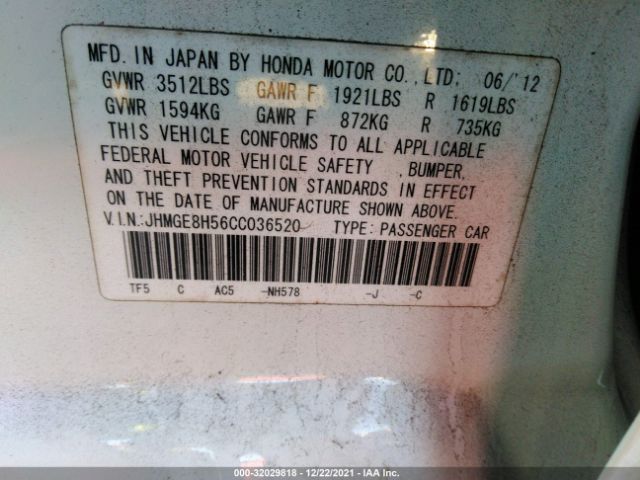 MFD. IN JAPAN BY HONDA MOTOR CO., LTD; 06/'12
GVWR 3512LBS GAWR F 1921LBS R 1619LBS
GVWR 1594KG GAWR F 872KG R 735KG
THIS VEHICLE CONFORMS TO ALL APPLICABLE
FEDERAL MOTOR VEHICLE SAFETY , BUMPER,
AND THEFT PREVENTION STANDARDS IN EFFECT
ON THE DATE OF MANUFACTURE SHOWN ABOVE.
V.I.N.:JHMGE8H56CC036520 TYPE: PASSENGER CAR
TF5 C AC5 -NH578 -J -C
000-32029818 - 12/22/2021 - IAA Inc.